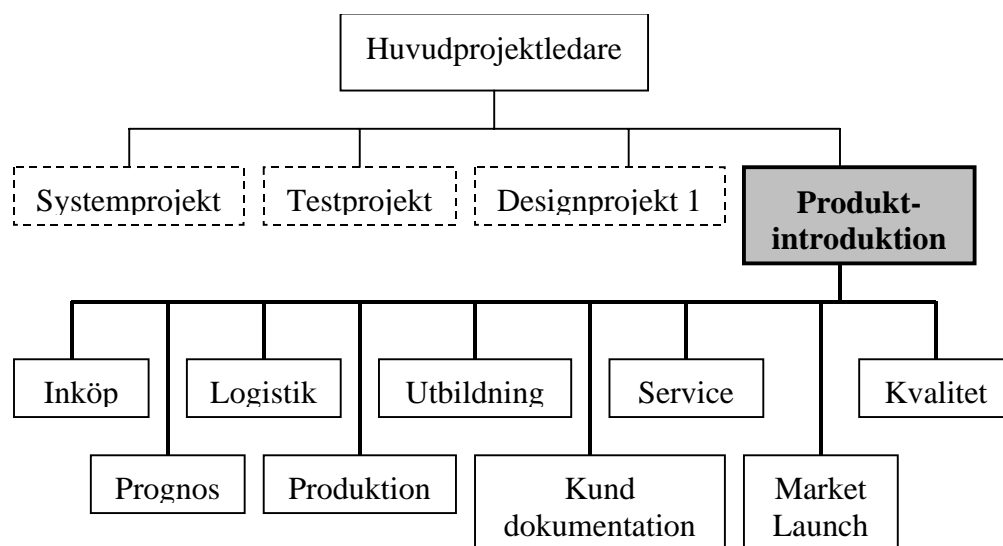 Huvudprojektledare
Systemprojekt
Testprojekt
Designprojekt 1
Produkt-
introduktion
Inköp
Logistik
Utbildning
Service
Kvalitet
Prognos
Produktion
Kund
dokumentation
Market
Launch